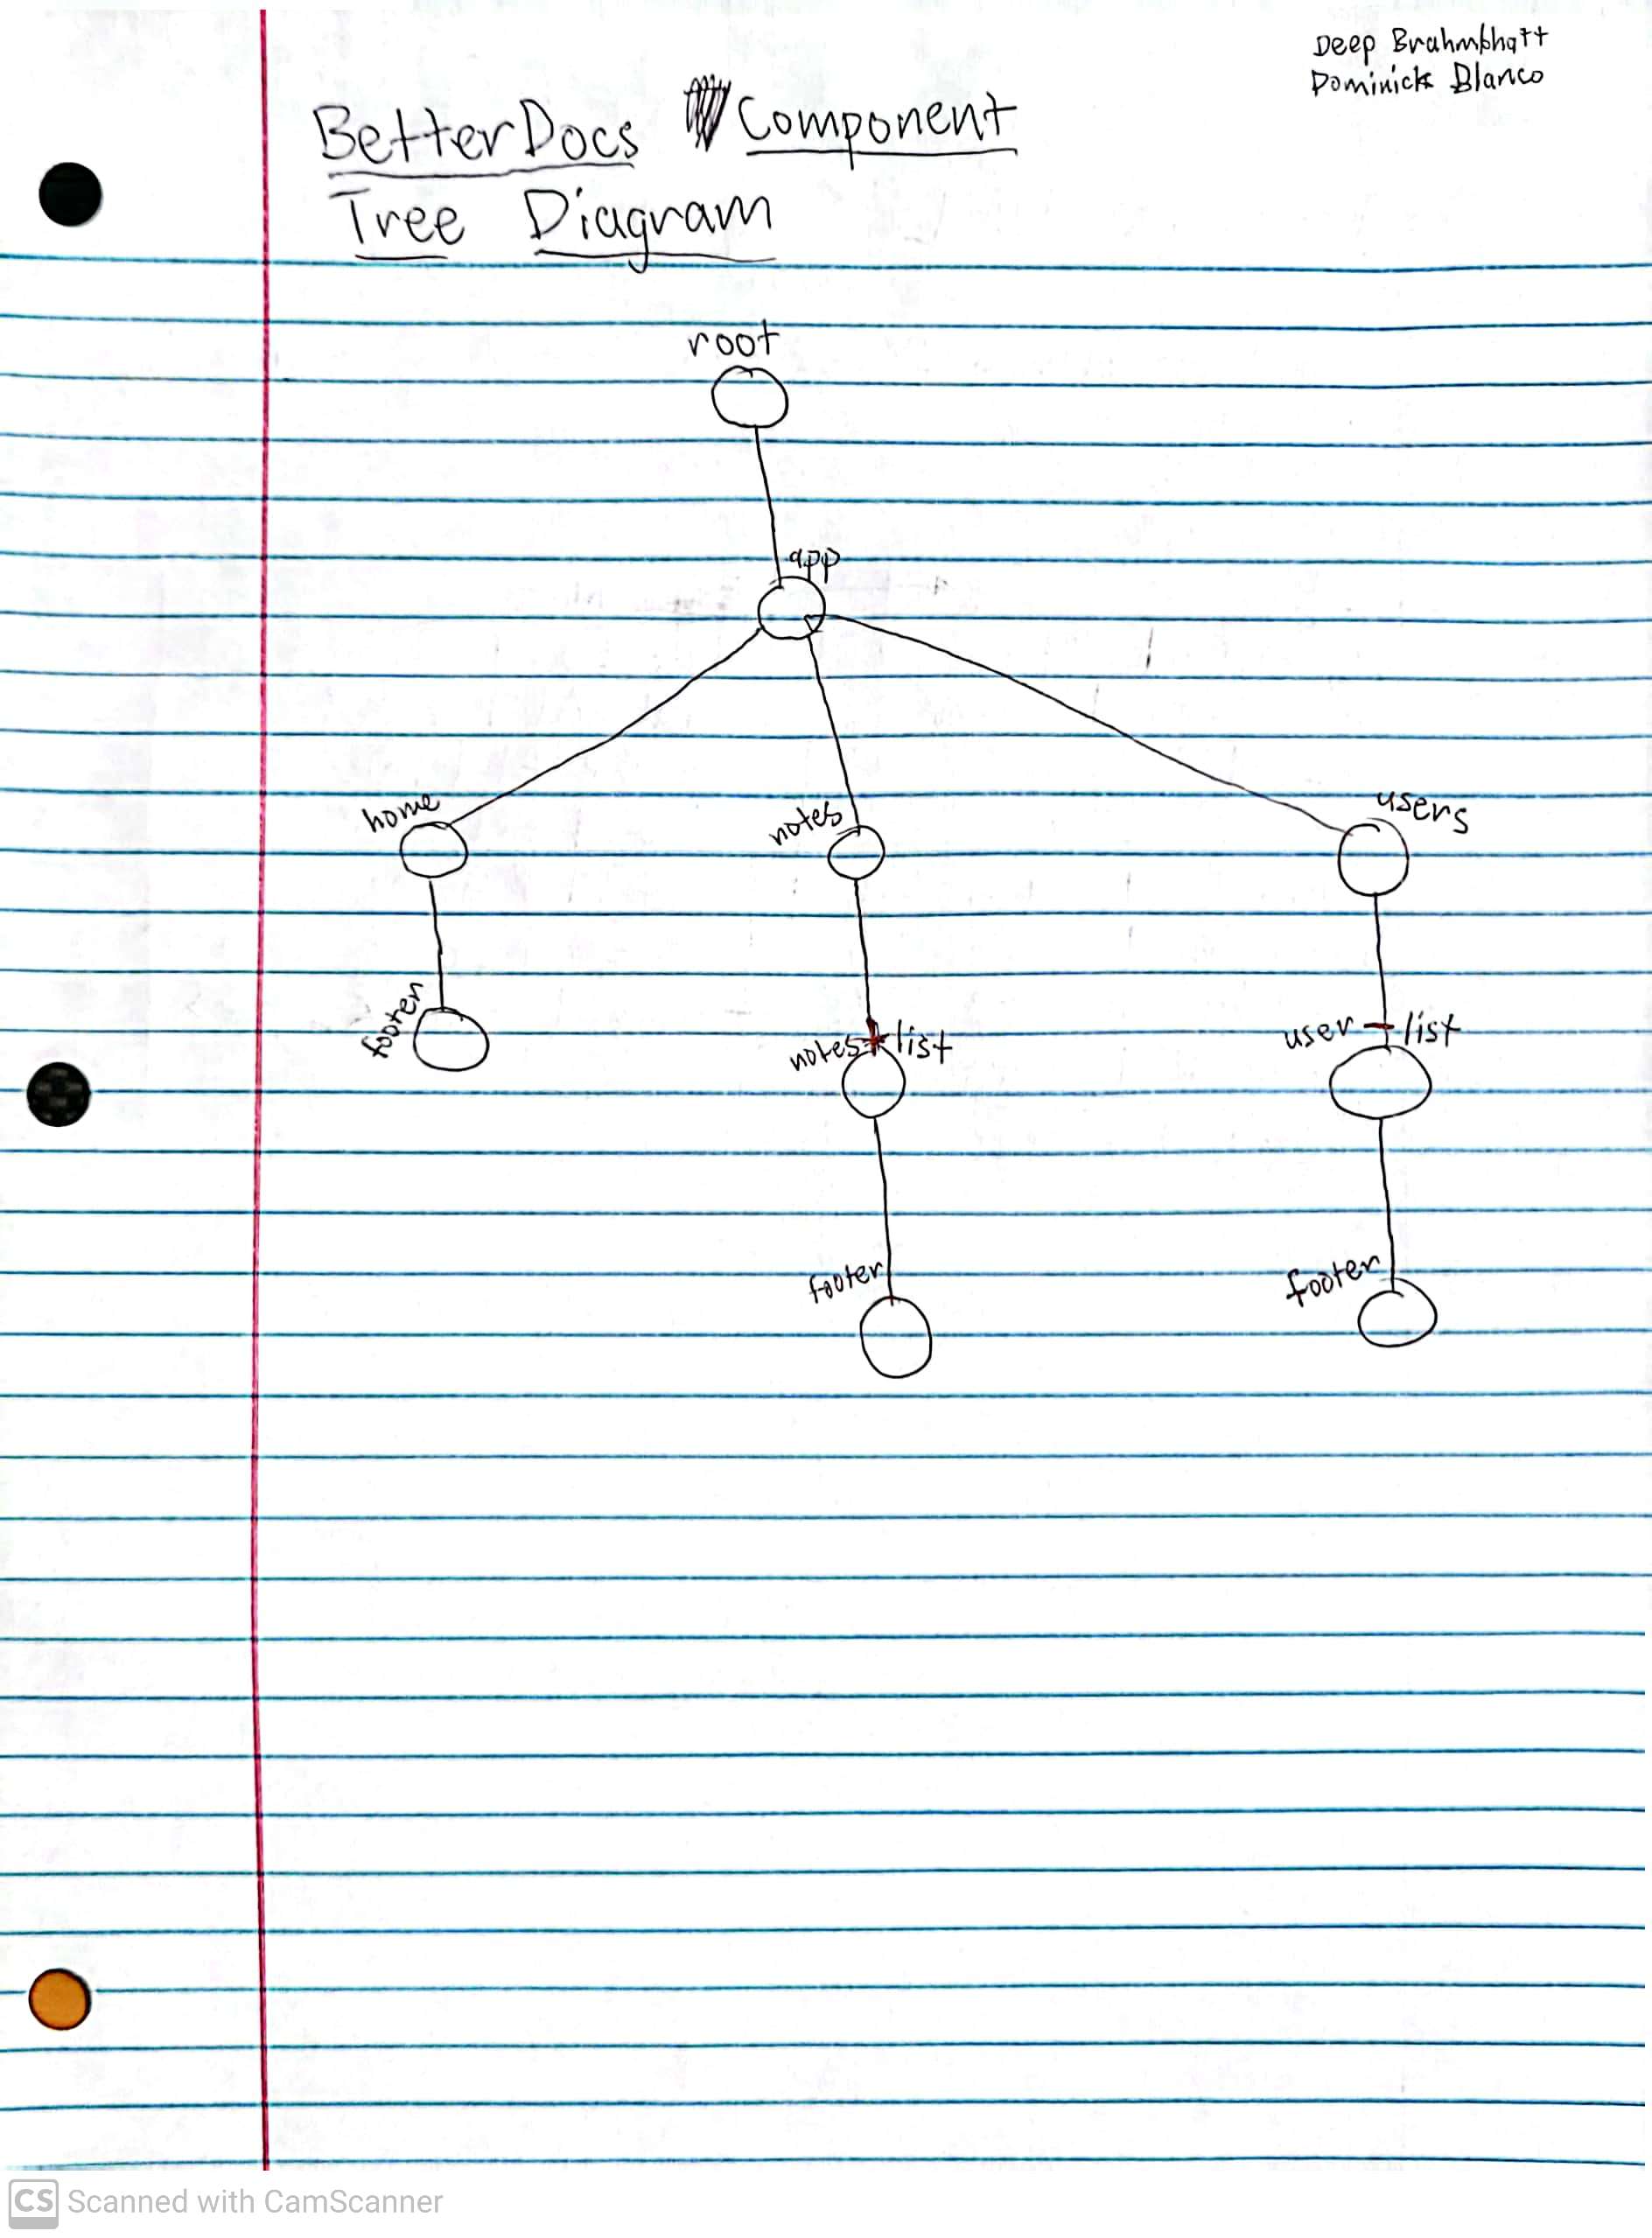 Deep Brahmbhatt
Dominick Blanco
BetterDocs Component
Tree Diagram
root
app
home
notes
users
footer
notes-list
user-list
footer
footer
CS Scanned with CamScanner